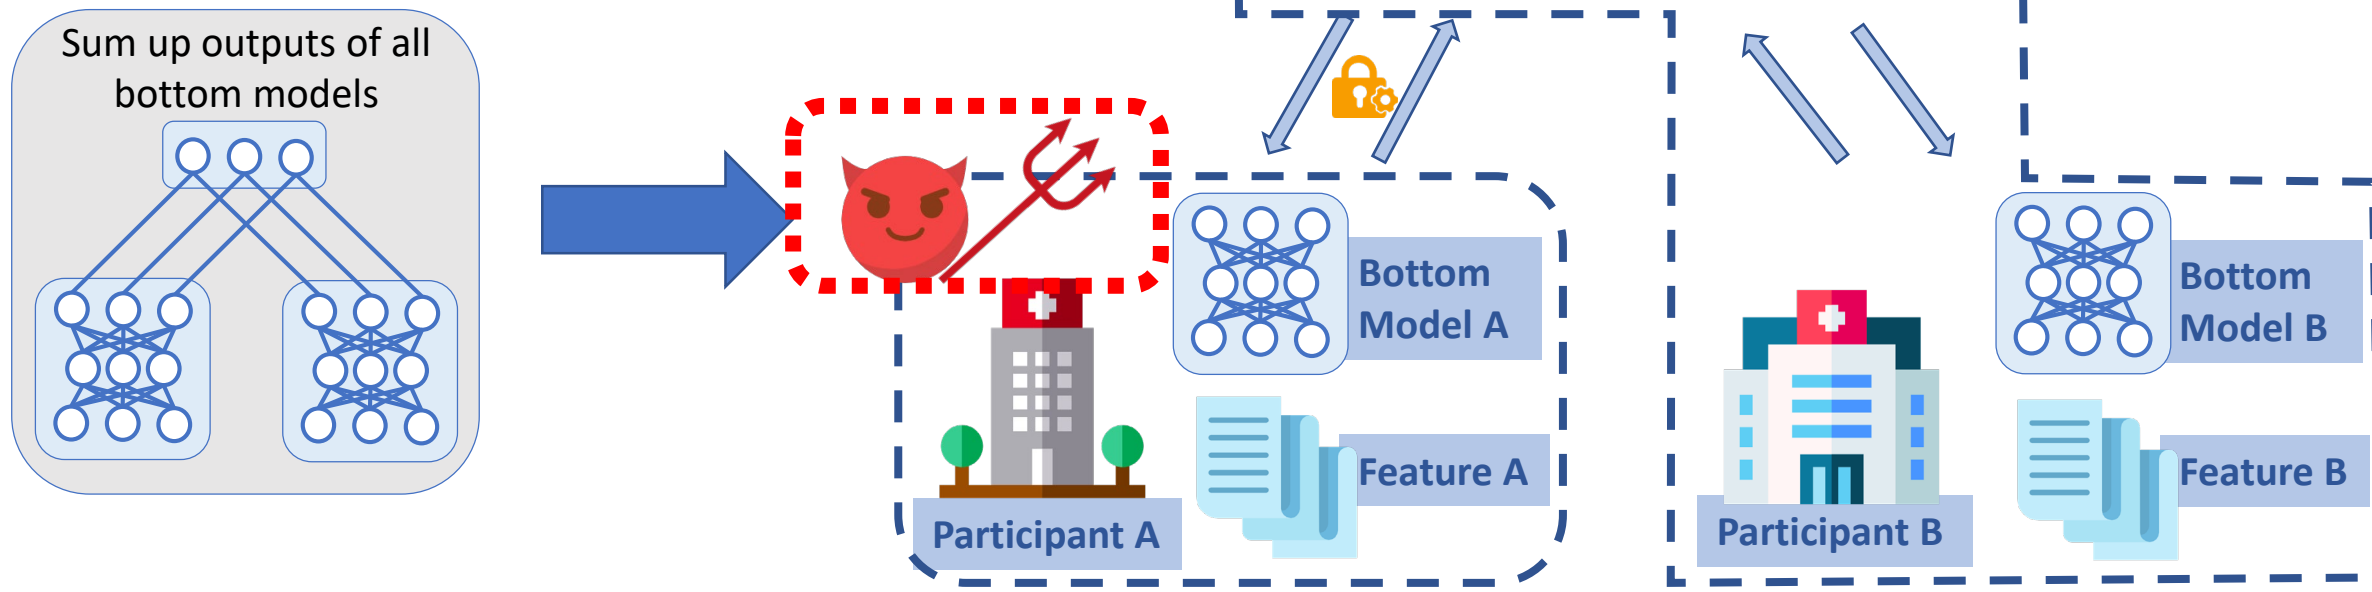 Sum up outputs of all
bottom models
Bottom
Model A
Feature A
Participant A
Bottom
Model B
Feature B
Participant B